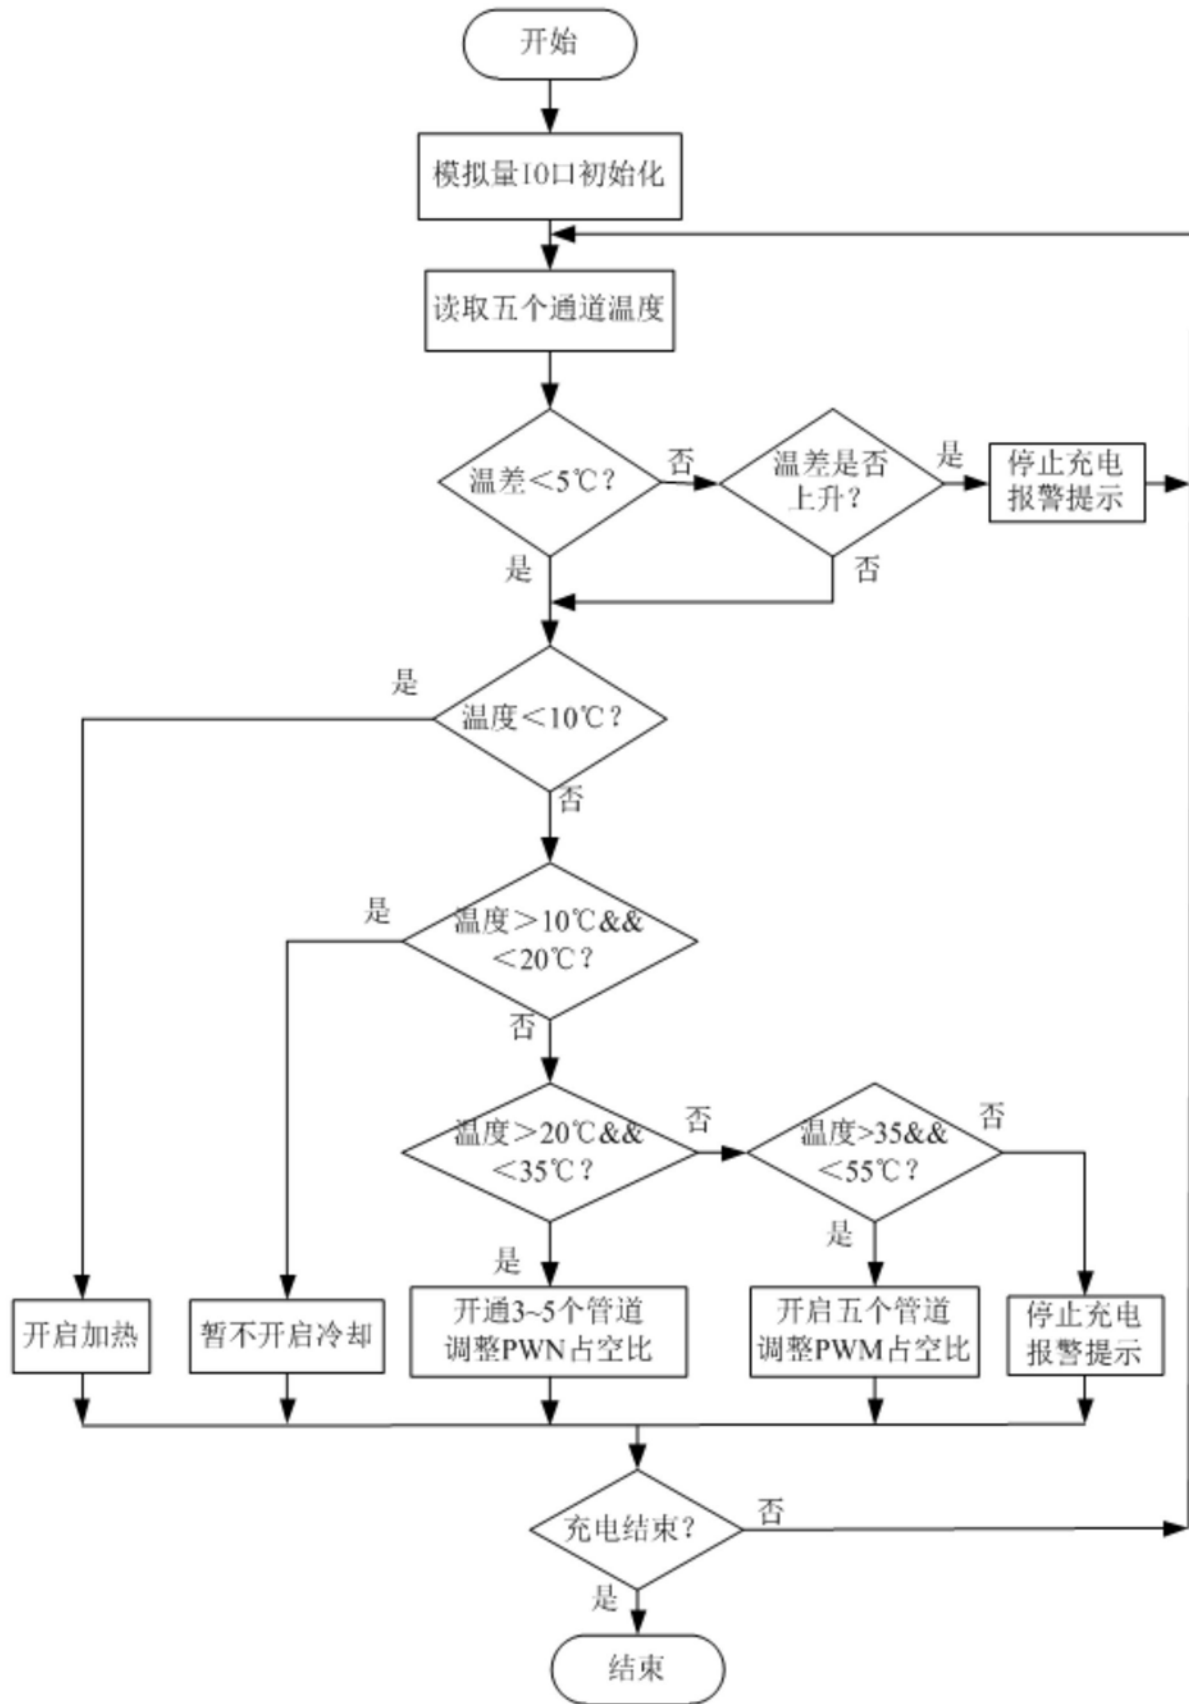 开始
模拟量IO口初始化
读取五个通道温度
温差<5℃?
否
温差是否
上升?
是
停止充电
报警提示
是
否
是
温度<10℃?
否
是
温度>10℃&&
<20℃?
否
温度>20℃&&
<35℃?
否
温度>35&&
<55℃?
否
是
是
开启加热
暂不开启冷却
开通3~5个管道
调整PWN占空比
开启五个管道
调整PWM占空比
停止充电
报警提示
充电结束?
否
是
结束